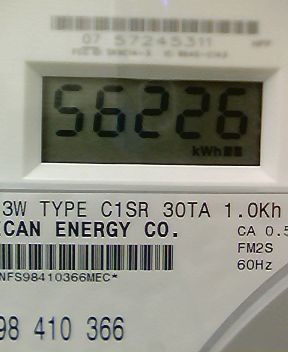 07 57245311
56226
kWh
3W TYPE C1SR 30TA 1.0Kh
ICAN ENERGY CO.
CA 0.5
FM2S
60Hz
NFS98410366MEC*
98 410 366